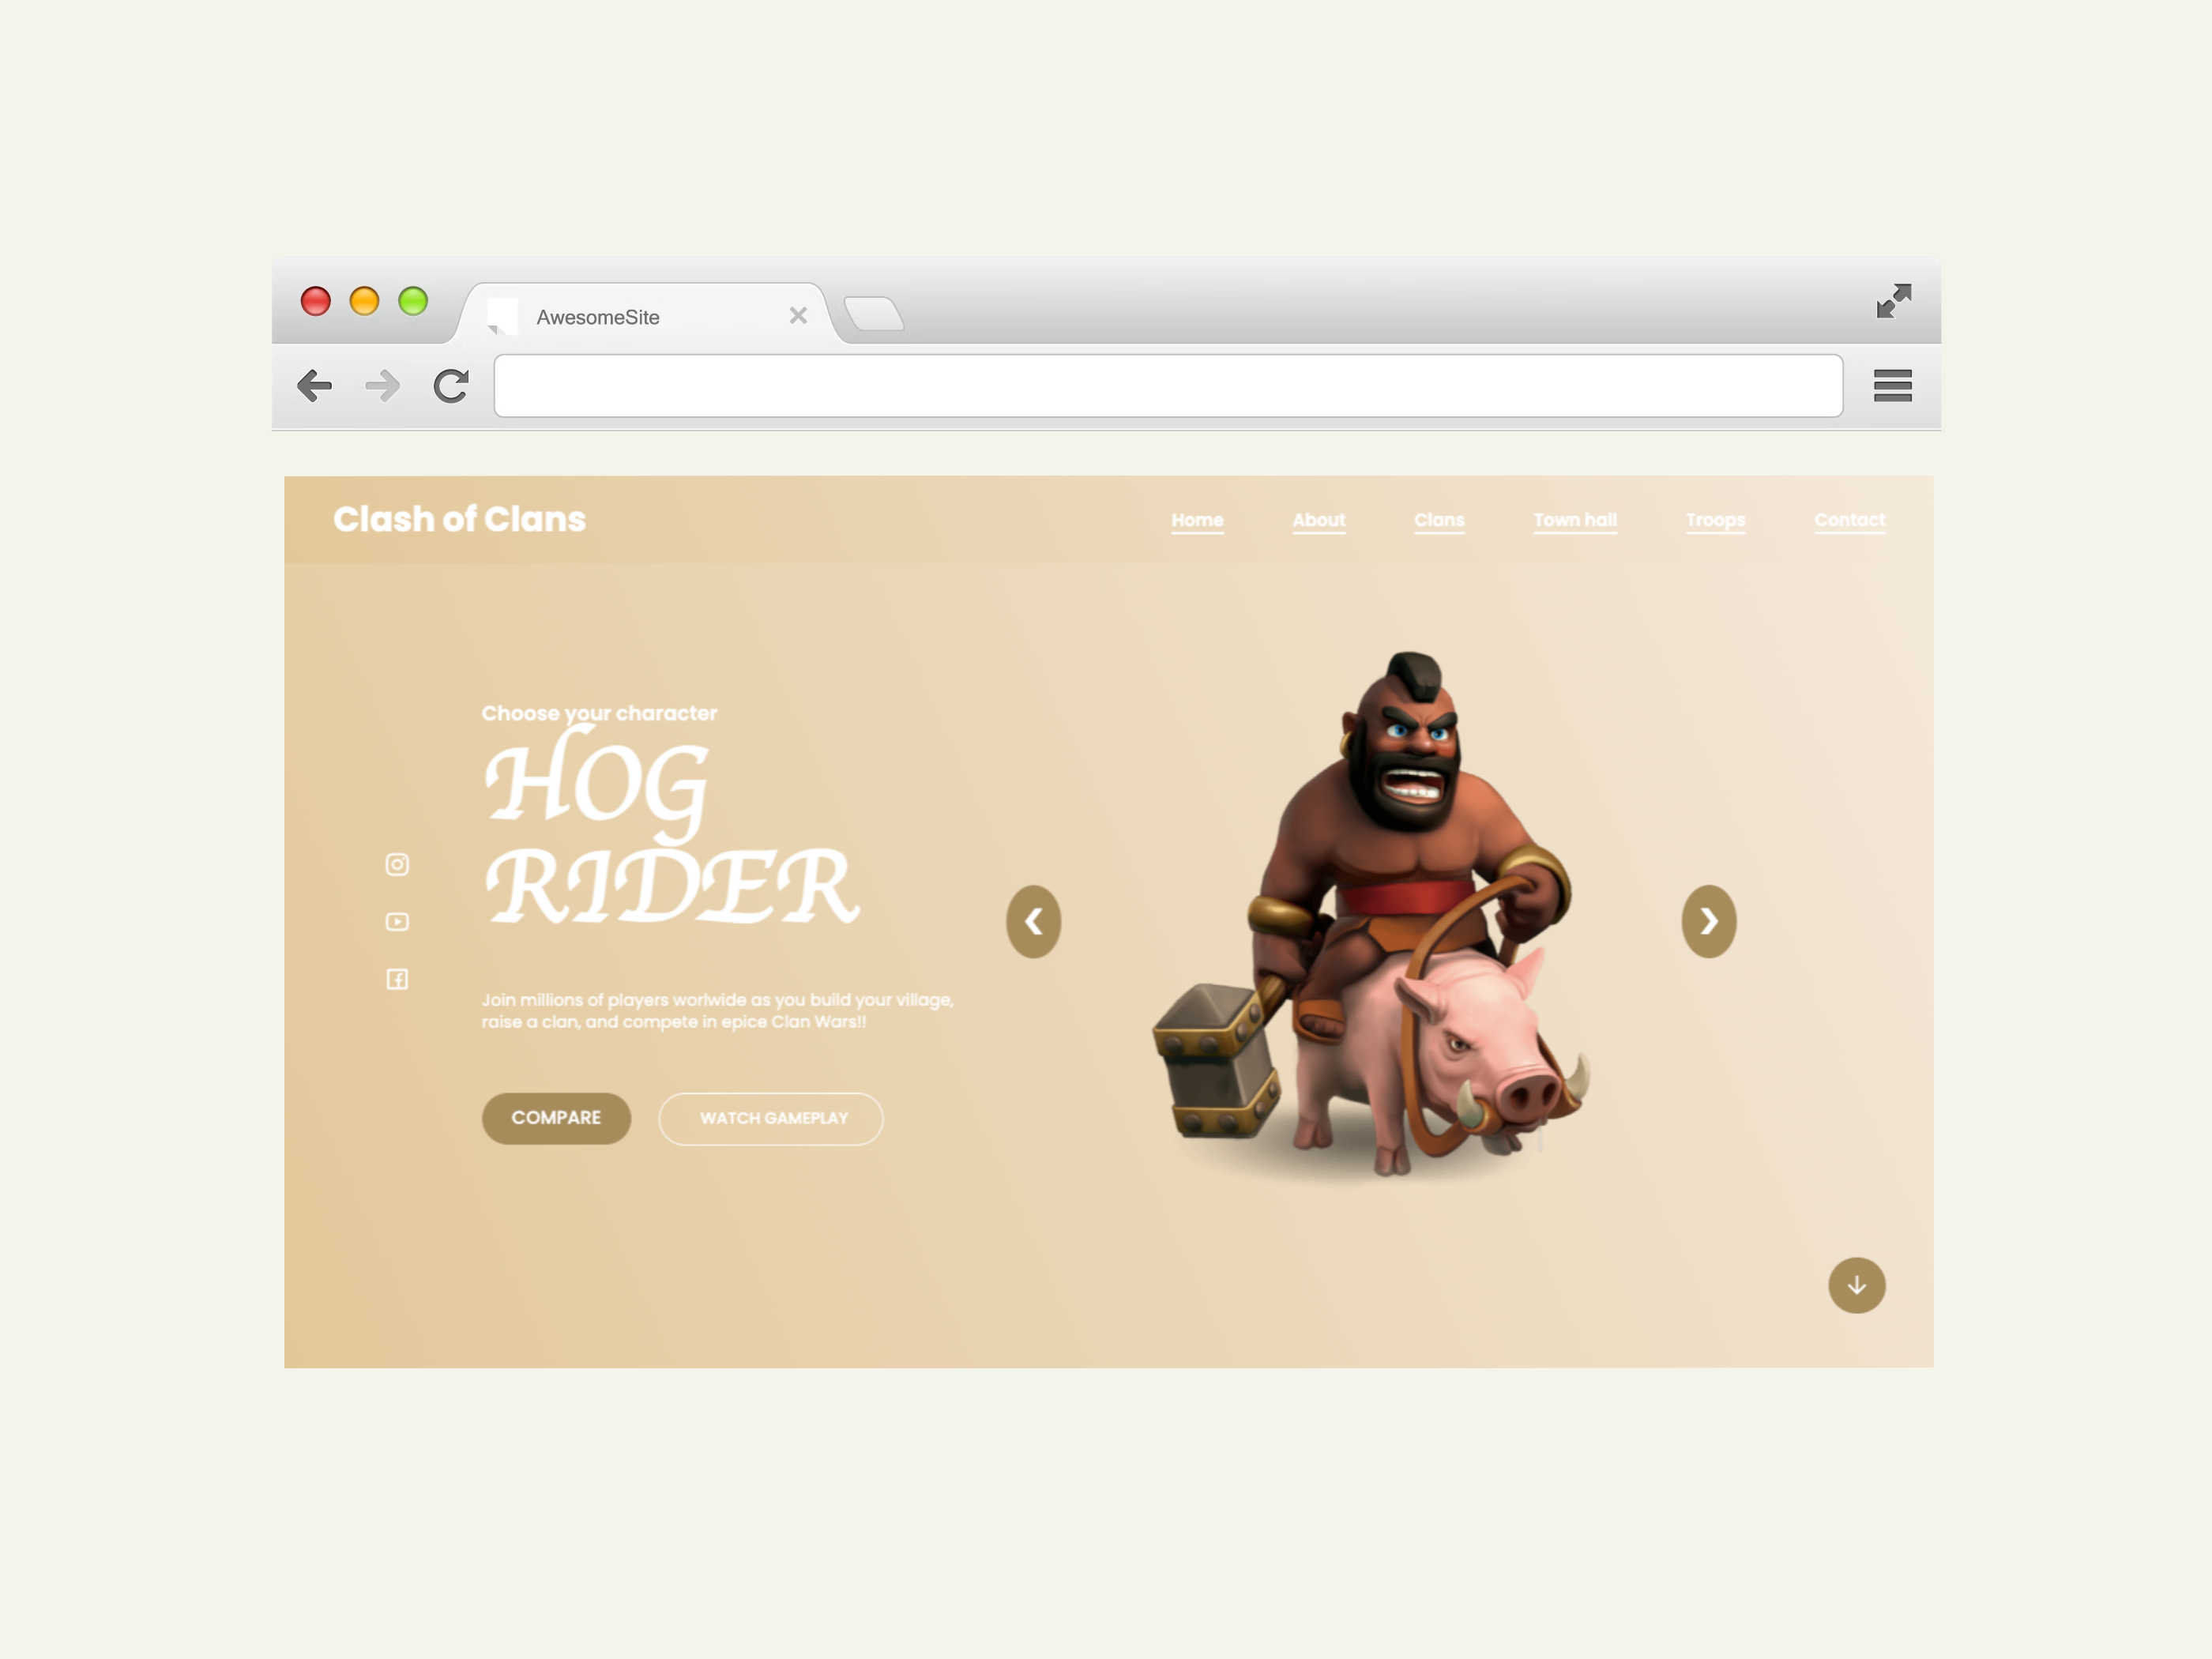 AwesomeSite
Clash of Clans
Home About Clans Town hall Troops Contact
Choose your character
HOG
RIDER
Join millions of players worlwide as you build your village,
raise a clan, and compete in epice Clan Wars!!
COMPARE
WATCH GAMEPLAY